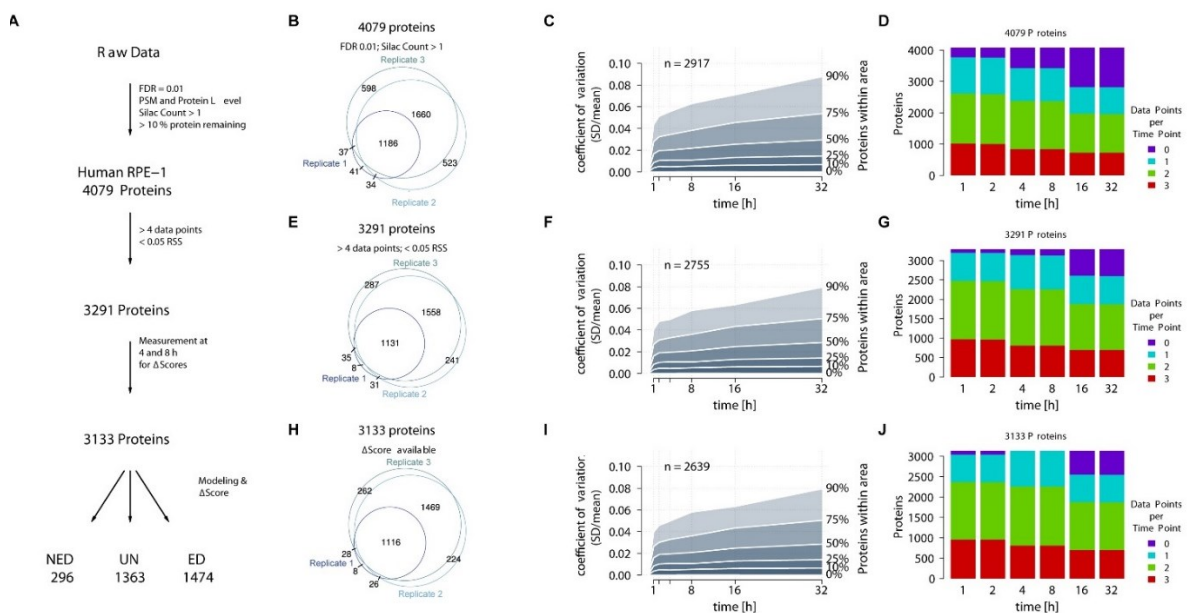 A
Raw Data
FDR = 0.01
PSM and Protein L evel
Silac Count > 1
> 10 % protein remaining
Human RPE-1
4079 Proteins
> 4 data points
< 0.05 RSS
3291 Proteins
Measurement at
4 and 8 h
for ΔScores
3133 Proteins
Modeling &
ΔScore
NED UN ED
296 1363 1474
B
4079 proteins
FDR 0.01; Silac Count > 1
Replicate 3
598
1660
1186
37
Replicate 1
41
34
523
Replicate 2
C
coefficient of variation
(SD/mean)
0.10
0.08
0.06
0.04
0.02
0.00
n = 2917
90%
75%
50%
25%
10%
0%
Proteins within area
1 8 16 32
time [h]
D
4079 P roteins
Proteins
4000
3000
2000
1000
0
1 2 4 8 16 32
time [h]
Data Points
per
Time Point
0
1
2
3
E
3291 proteins
> 4 data points; < 0.05 RSS
Replicate 3
287
1558
1131
35
8
Replicate 1
31
241
Replicate 2
F
coefficient of variation
(SD/mean)
0.10
0.08
0.06
0.04
0.02
0.00
n = 2755
90%
75%
50%
25%
10%
0%
Proteins within area
1 8 16 32
time [h]
G
3291 P roteins
Proteins
3000
2500
2000
1500
1000
500
0
1 2 4 8 16 32
time [h]
Data Points
per
Time Point
0
1
2
3
H
3133 proteins
ΔScore available
Replicate 3
262
1469
1116
28
Replicate 1
8
26
224
Replicate 2
I
coefficient of variation
(SD/mean)
0.10
0.08
0.06
0.04
0.02
0.00
n = 2639
90%
75%
50%
25%
10%
0%
Proteins within area
1 8 16 32
time [h]
J
3133 P roteins
Proteins
3000
2500
2000
1500
1000
500
0
1 2 4 8 16 32
time [h]
Data Points
per
Time Point
0
1
2
3